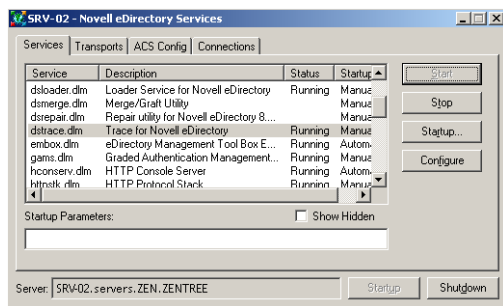 SRV-02 - Novell eDirectory Services
Services Transports ACS Config Connections
Service Description Status Startup
dsloader.dlm Loader Service for Novell eDirectory Running Manua
dsmerge.dlm Merge/Graft Utility Manua
dsrepair.dlm Repair utility for Novell eDirectory 8.... Manua
dstrace.dlm Trace for Novell eDirectory Running Manua
embox.dlm eDirectory Management Tool Box E... Running Autom
gams.dlm Graded Authentication Management... Running Manua
hconserv.dlm HTTP Console Server Running Autom
httpstk.dlm HTTP Protocol Stack Running Manua
Start
Stop
Startup...
Configure
Startup Parameters: Show Hidden
Server: SRV-02.servers.ZEN.ZENTREE Startup Shutdown